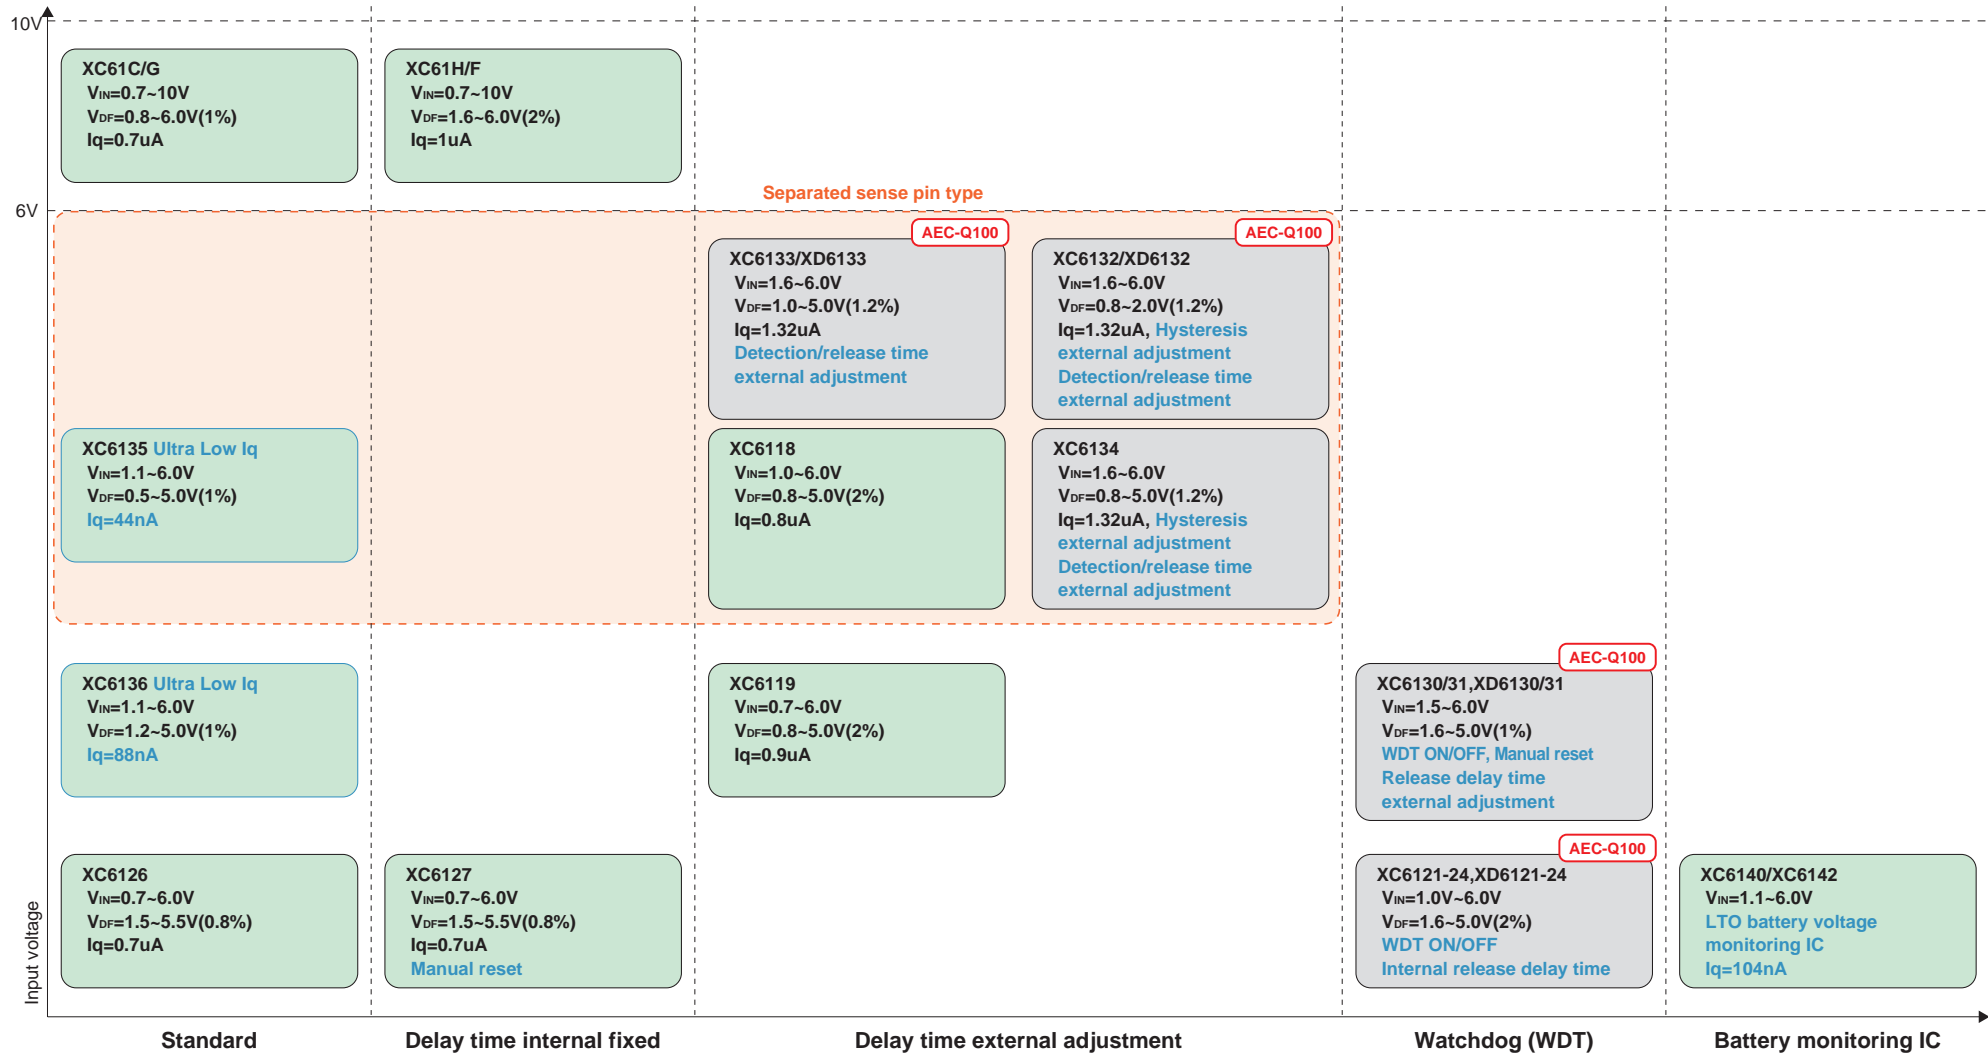 10V
XC61C/G
VIN=0.7~10V
VDF=0.8~6.0V(1%)
Iq=0.7uA
XC61H/F
VIN=0.7~10V
VDF=1.6~6.0V(2%)
Iq=1uA
6V
Separated sense pin type
AEC-Q100
XC6133/XD6133
VIN=1.6~6.0V
VDF=1.0~5.0V(1.2%)
Iq=1.32uA
Detection/release time
external adjustment
AEC-Q100
XC6132/XD6132
VIN=1.6~6.0V
VDF=0.8~2.0V(1.2%)
Iq=1.32uA, Hysteresis
external adjustment
Detection/release time
external adjustment
XC6135 Ultra Low Iq
VIN=1.1~6.0V
VDF=0.5~5.0V(1%)
Iq=44nA
XC6118
VIN=1.0~6.0V
VDF=0.8~5.0V(2%)
Iq=0.8uA
XC6134
VIN=1.6~6.0V
VDF=0.8~5.0V(1.2%)
Iq=1.32uA, Hysteresis
external adjustment
Detection/release time
external adjustment
XC6136 Ultra Low Iq
VIN=1.1~6.0V
VDF=1.2~5.0V(1%)
Iq=88nA
XC6119
VIN=0.7~6.0V
VDF=0.8~5.0V(2%)
Iq=0.9uA
AEC-Q100
XC6130/31,XD6130/31
VIN=1.5~6.0V
VDF=1.6~5.0V(1%)
WDT ON/OFF, Manual reset
Release delay time
external adjustment
XC6126
VIN=0.7~6.0V
VDF=1.5~5.5V(0.8%)
Iq=0.7uA
XC6127
VIN=0.7~6.0V
VDF=1.5~5.5V(0.8%)
Iq=0.7uA
Manual reset
AEC-Q100
XC6121-24,XD6121-24
VIN=1.0V~6.0V
VDF=1.6~5.0V(2%)
WDT ON/OFF
Internal release delay time
XC6140/XC6142
VIN=1.1~6.0V
LTO battery voltage
monitoring IC
Iq=104nA
Input voltage
Standard
Delay time internal fixed
Delay time external adjustment
Watchdog (WDT)
Battery monitoring IC